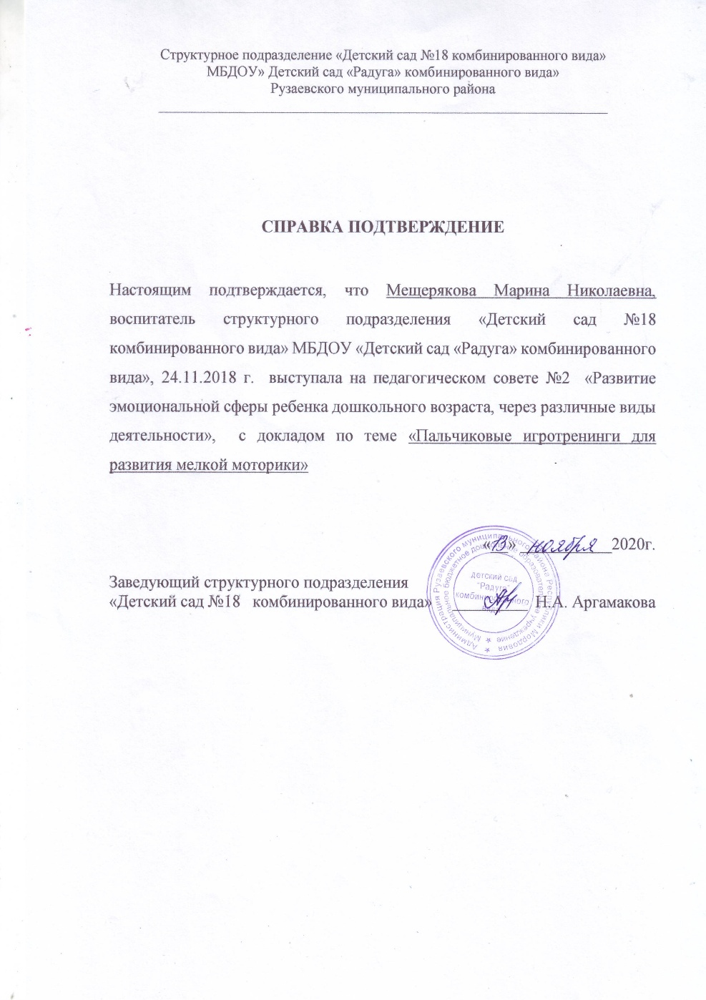 Структурное подразделение «Детский сад №18 комбинированного вида»
МБДОУ» Детский сад «Радуга» комбинированного вида»
Рузаевского муниципального района
СПРАВКА ПОДТВЕРЖДЕНИЕ
Настоящим подтверждается, что Мещерякова Марина Николаевна,
воспитатель структурного подразделения «Детский сад №18
комбинированного вида» МБДОУ «Детский сад «Радуга» комбинированного
вида», 24.11.2018 г. выступала на педагогическом совете №2 «Развитие
эмоциональной сферы ребенка дошкольного возраста, через различные виды
деятельности», с докладом по теме «Пальчиковые игротренинги для
развития мелкой моторики»
«13» ноября 2020г.
Заведующий структурного подразделения
«Детский сад №18 комбинированного вида» Н.А. Аргамакова
Администрация Рузаевского муниципального района Республики Мордовия
Муниципальное бюджетное дошкольное образовательное учреждение
детский сад
"Радуга"
комбинированного
вида